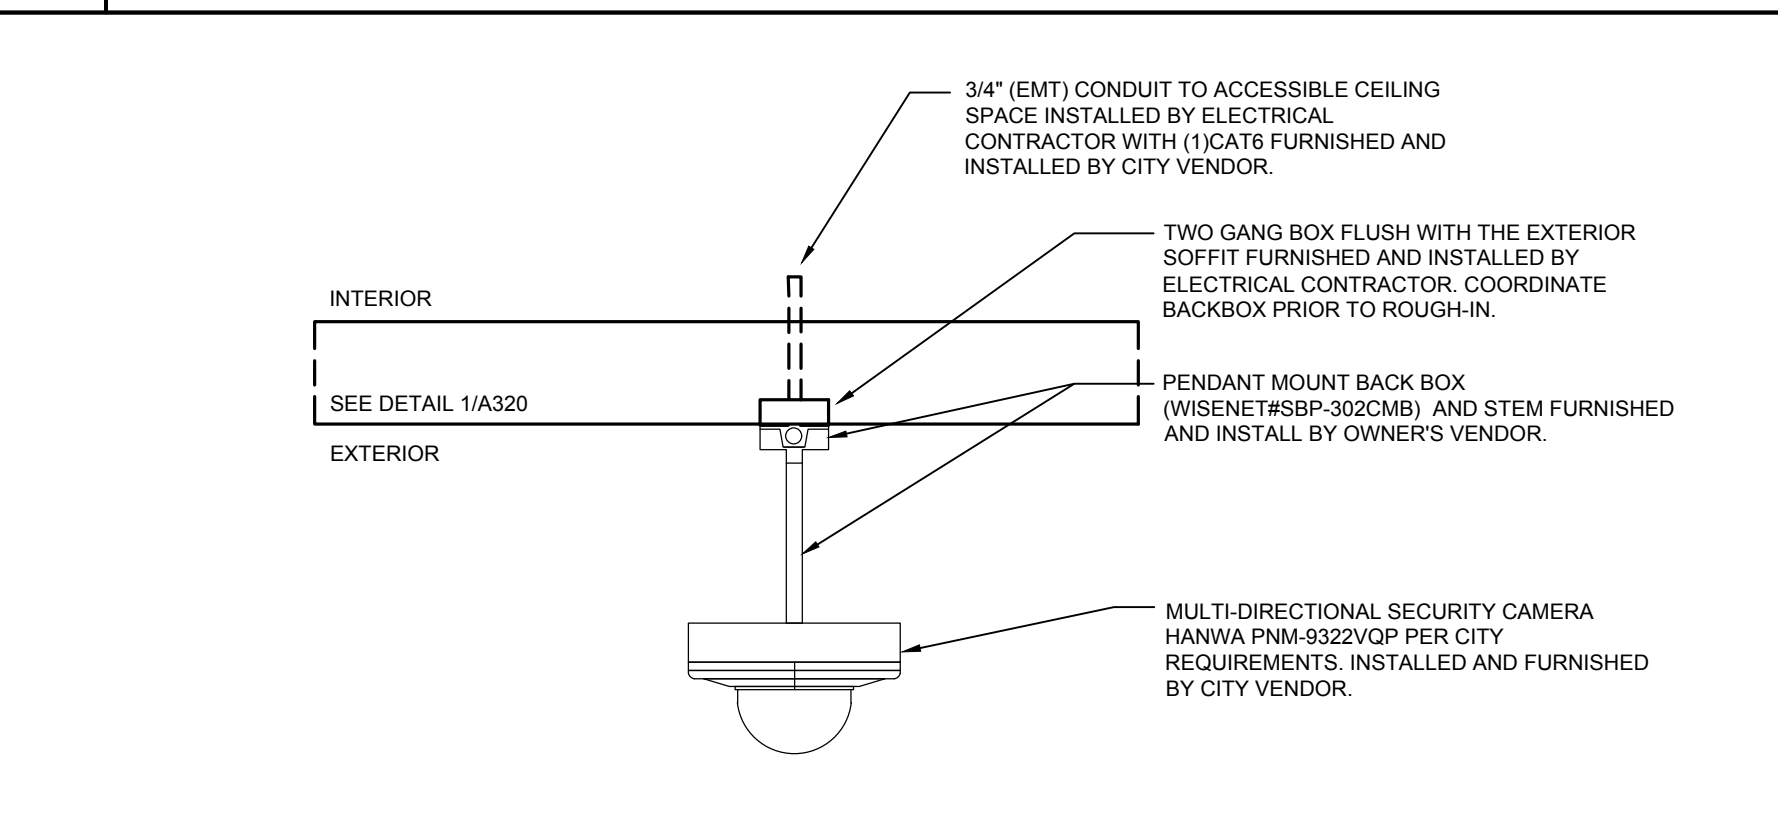 3/4" (EMT) CONDUIT TO ACCESSIBLE CEILING
SPACE INSTALLED BY ELECTRICAL
CONTRACTOR WITH (1)CAT6 FURNISHED AND
INSTALLED BY CITY VENDOR.
TWO GANG BOX FLUSH WITH THE EXTERIOR
SOFFIT FURNISHED AND INSTALLED BY
ELECTRICAL CONTRACTOR. COORDINATE
BACKBOX PRIOR TO ROUGH-IN.
INTERIOR
SEE DETAIL 1/A320
EXTERIOR
PENDANT MOUNT BACK BOX
(WISENET#SBP-302CMB) AND STEM FURNISHED
AND INSTALL BY OWNER'S VENDOR.
MULTI-DIRECTIONAL SECURITY CAMERA
HANWA PNM-9322VQP PER CITY
REQUIREMENTS. INSTALLED AND FURNISHED
BY CITY VENDOR.